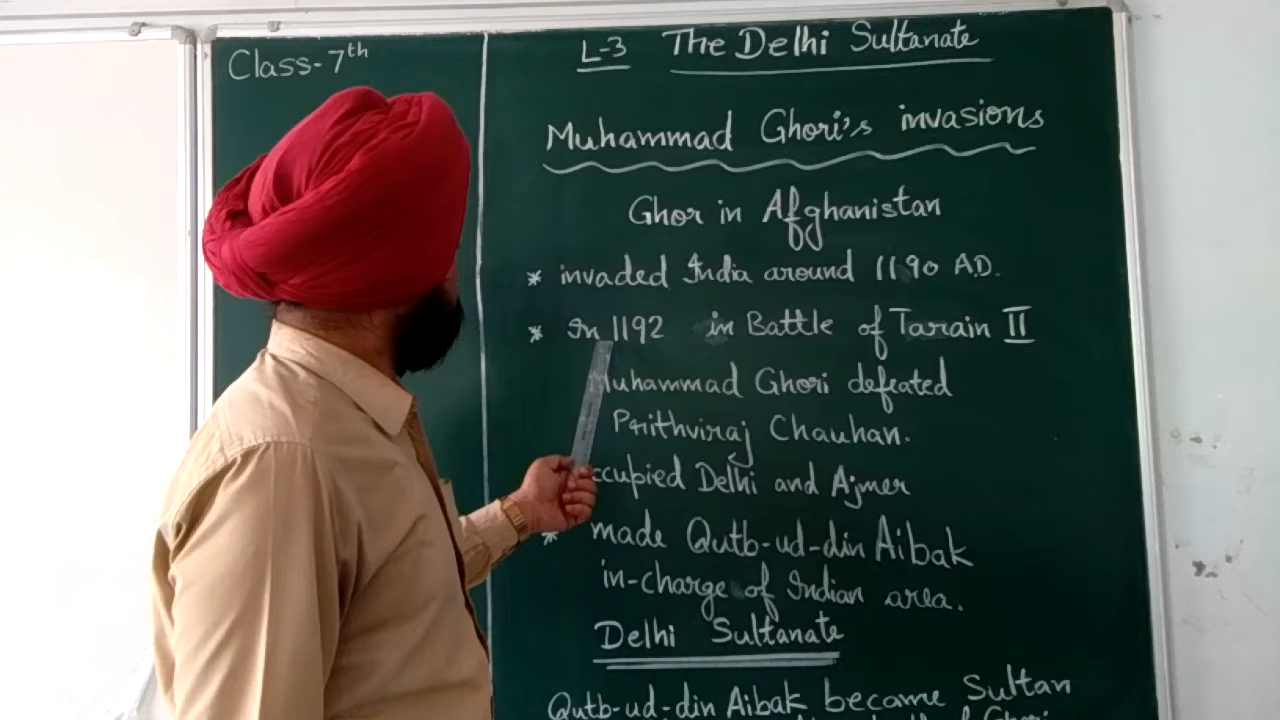 Class-7th
L-3 The Delhi Sultanate
Muhammad Ghori's invasions
Ghor in Afghanistan
* invaded India around 1190 A.D.
* In 1192 in Battle of Tarain II
Muhammad Ghori defeated
Prithviraj Chauhan.
ccupied Delhi and Ajmer
* made Qutb-ud-din Aibak
in-charge of Indian area.
Delhi Sultanate
Qutb-ud-din Aibak became Sultan